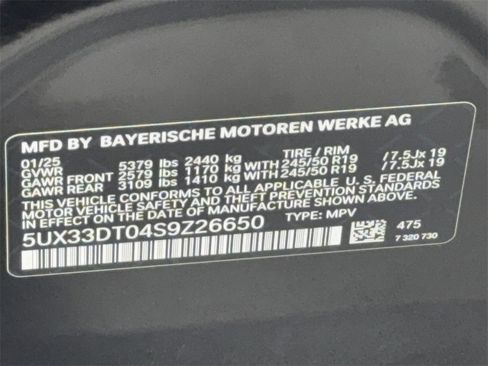 MFD BY BAYERISCHE MOTOREN WERKE AG
01/25 TIRE / RIM
GVWR 5379 lbs 2440 kg
GAWR FRONT 2579 lbs 1170 kg WITH 245/50 R19 / 7.5Jx 19
GAWR REAR 3109 lbs 1410 kg WITH 245/50 R19 / 7.5Jx 19
THIS VEHICLE CONFORMS TO ALL APPLICABLE U. S. FEDERAL
MOTOR VEHICLE SAFETY AND THEFT PREVENTION STANDARDS
IN EFFECT ON THE DATE OF MANUFACTURE SHOWN ABOVE.
5UX33DT04S9Z26650 TYPE: MPV
475
7 320 730